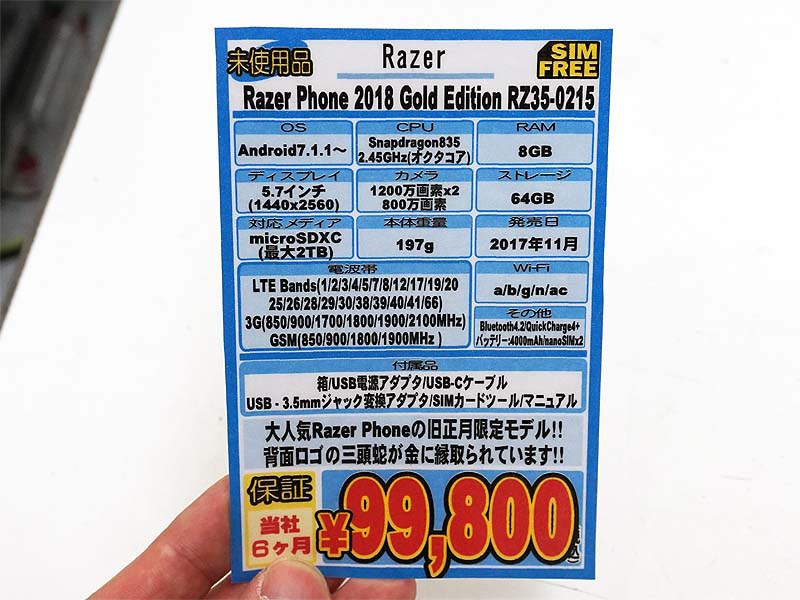 未使用品
Razer
SIM
FREE
Razer Phone 2018 Gold Edition RZ35-0215
OS
Android7.1.1～
CPU
Snapdragon835
2.45GHz(オクタコア)
RAM
8GB
ディスプレイ
5.7インチ
(1440x2560)
カメラ
1200万画素x2
800万画素
ストレージ
64GB
対応メディア
microSDXC
(最大2TB)
本体重量
197g
発売日
2017年11月
電波帯
LTE Bands(1/2/3/4/5/7/8/12/17/19/20
25/26/28/29/30/38/39/40/41/66)
3G(850/900/1700/1800/1900/2100MHz)
GSM(850/900/1800/1900MHz )
Wi-Fi
a/b/g/n/ac
その他
Bluetooth4.2/QuickCharge4+
バッテリー:4000mAh/nanoSIMx2
付属品
箱/USB電源アダプタ/USB-Cケーブル
USB - 3.5mmジャック変換アダプタ/SIMカードツール/マニュアル
大人気Razer Phoneの旧正月限定モデル!!
背面ロゴの三頭蛇が金に縁取られています!!
保証
当社
6ヶ月
¥99,800